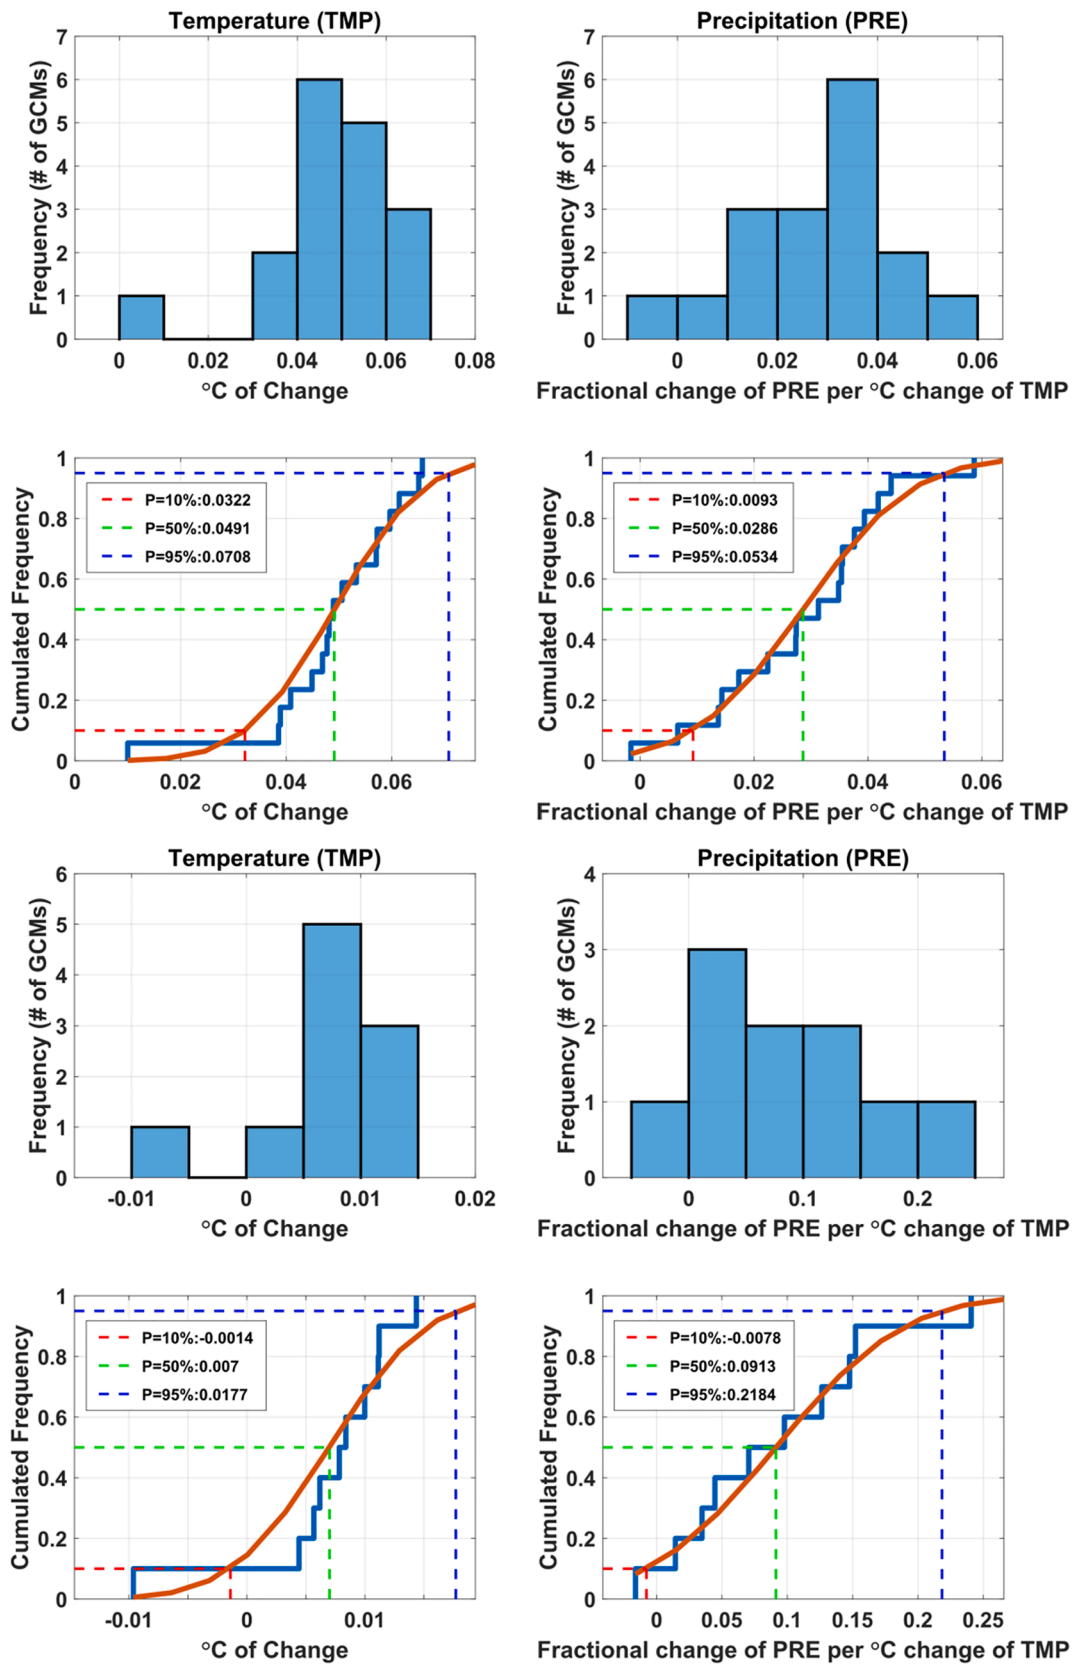 Temperature (TMP)
Precipitation (PRE)
Frequency (# of GCMs)
7
6
5
4
3
2
1
0
0 0.02 0.04 0.06 0.08
°C of Change
Frequency (# of GCMs)
7
6
5
4
3
2
1
0
0 0.02 0.04 0.06
Fractional change of PRE per °C change of TMP
Cumulated Frequency
1
0.8
0.6
0.4
0.2
0
P=10%:0.0322
P=50%:0.0491
P=95%:0.0708
0 0.02 0.04 0.06
°C of Change
Cumulated Frequency
1
0.8
0.6
0.4
0.2
0
P=10%:0.0093
P=50%:0.0286
P=95%:0.0534
0 0.02 0.04 0.06
Fractional change of PRE per °C change of TMP
Temperature (TMP)
Precipitation (PRE)
Frequency (# of GCMs)
6
5
4
3
2
1
0
-0.01 0 0.01 0.02
°C of Change
Frequency (# of GCMs)
4
3
2
1
0
0 0.1 0.2
Fractional change of PRE per °C change of TMP
Cumulated Frequency
1
0.8
0.6
0.4
0.2
0
P=10%:-0.0014
P=50%:0.007
P=95%:0.0177
-0.01 0 0.01
°C of Change
Cumulated Frequency
1
0.8
0.6
0.4
0.2
0
P=10%:-0.0078
P=50%:0.0913
P=95%:0.2184
0 0.05 0.1 0.15 0.2 0.25
Fractional change of PRE per °C change of TMP